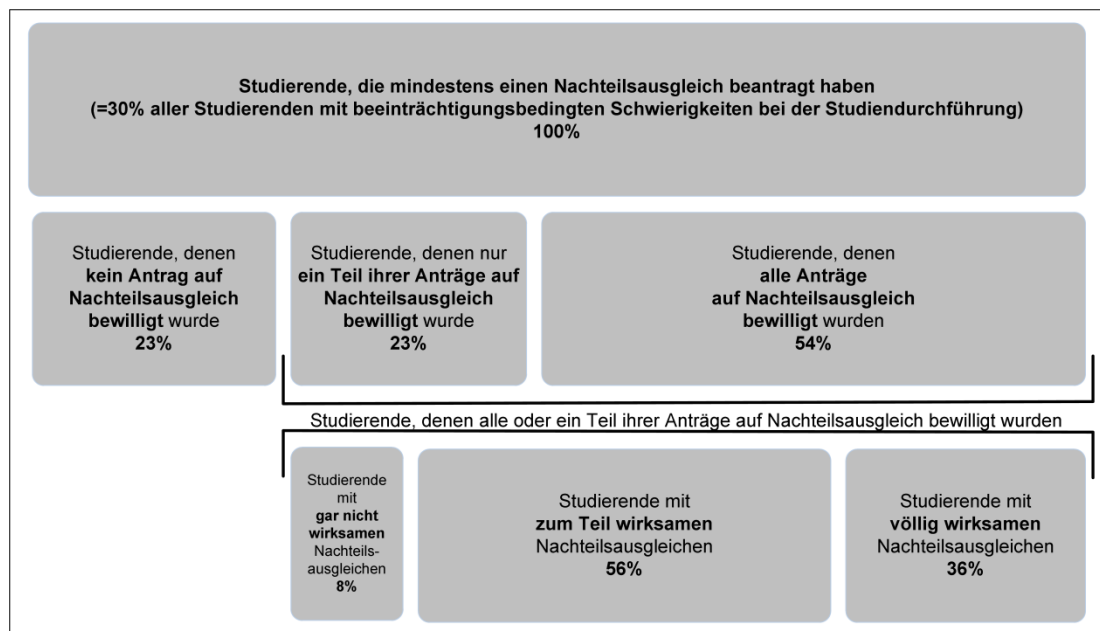 Studierende, die mindestens einen Nachteilsausgleich beantragt haben
(=30% aller Studierenden mit beeinträchtigungsbedingten Schwierigkeiten bei der Studiendurchführung)
100%
Studierende, denen
kein Antrag auf
Nachteilsausgleich
bewilligt wurde
23%
Studierende, denen nur
ein Teil ihrer Anträge auf
Nachteilsausgleich
bewilligt wurde
23%
Studierende, denen
alle Anträge
auf Nachteilsausgleich
bewilligt wurden
54%
Studierende, denen alle oder ein Teil ihrer Anträge auf Nachteilsausgleich bewilligt wurden
Studierende
mit
gar nicht
wirksamen
Nachteils-
ausgleichen
8%
Studierende mit
zum Teil wirksamen
Nachteilsausgleichen
56%
Studierende mit
völlig wirksamen
Nachteilsausgleichen
36%